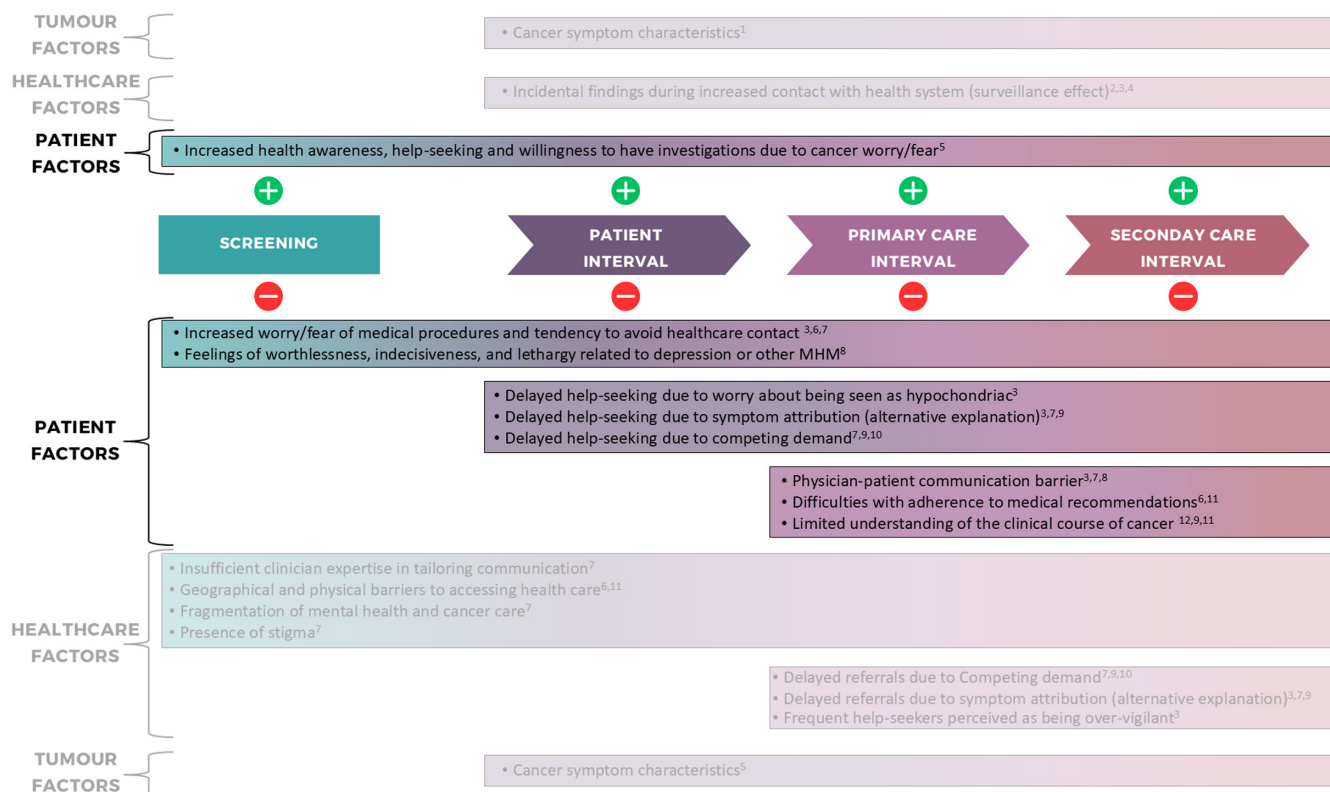 TUMOUR
FACTORS
• Cancer symptom characteristics1
HEALTHCARE
FACTORS
• Incidental findings during increased contact with health system (surveillance effect)2,3,4
PATIENT
FACTORS
• Increased health awareness, help-seeking and willingness to have investigations due to cancer worry/fear5
SCREENING
PATIENT
INTERVAL
PRIMARY CARE
INTERVAL
SECONDAY CARE
INTERVAL
PATIENT
FACTORS
• Increased worry/fear of medical procedures and tendency to avoid healthcare contact 3,6,7
• Feelings of worthlessness, indecisiveness, and lethargy related to depression or other MHM8
• Delayed help-seeking due to worry about being seen as hypochondriac3
• Delayed help-seeking due to symptom attribution (alternative explanation)3,7,9
• Delayed help-seeking due to competing demand7,9,10
• Physician-patient communication barrier3,7,8
• Difficulties with adherence to medical recommendations6,11
• Limited understanding of the clinical course of cancer 12,9,11
HEALTHCARE
FACTORS
• Insufficient clinician expertise in tailoring communication7
• Geographical and physical barriers to accessing health care6,11
• Fragmentation of mental health and cancer care7
• Presence of stigma7
• Delayed referrals due to Competing demand7,9,10
• Delayed referrals due to symptom attribution (alternative explanation)3,7,9
• Frequent help-seekers perceived as being over-vigilant3
TUMOUR
FACTORS
• Cancer symptom characteristics5